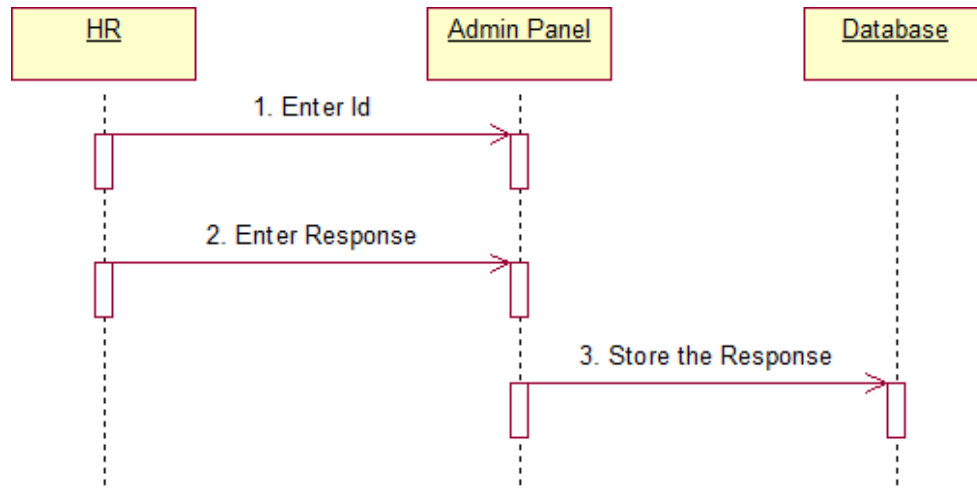 HR
Admin Panel
Database
1. Enter Id
2. Enter Response
3. Store the Response